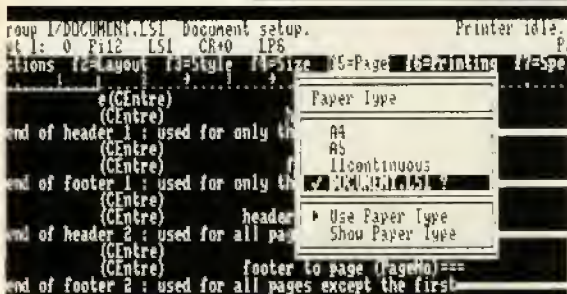 roup 1/DOCUMENT.LS1 Document setup. Printer idle.
1: 0 Pi12 LS1 CR+0 LP6
ctions f2=Layout f3=Style f4=Size f5=Page f6=Printing f7=Spe
e(CEntre)
(CEntre)
end of header 1 : used for only th
(CEntre)
(CEntre)
end of footer 1 : used for only th
(CEntre)
(CEntre) header
end of header 2 : used for all pag
(CEntre)
(CEntre) footer to page (PageNo)===
end of footer 2 : used for all pages except the first
Paper Type
A4
A5
11continuous
✓ DOCUMENT.LS1 ?
Use Paper Type
Show Paper Type